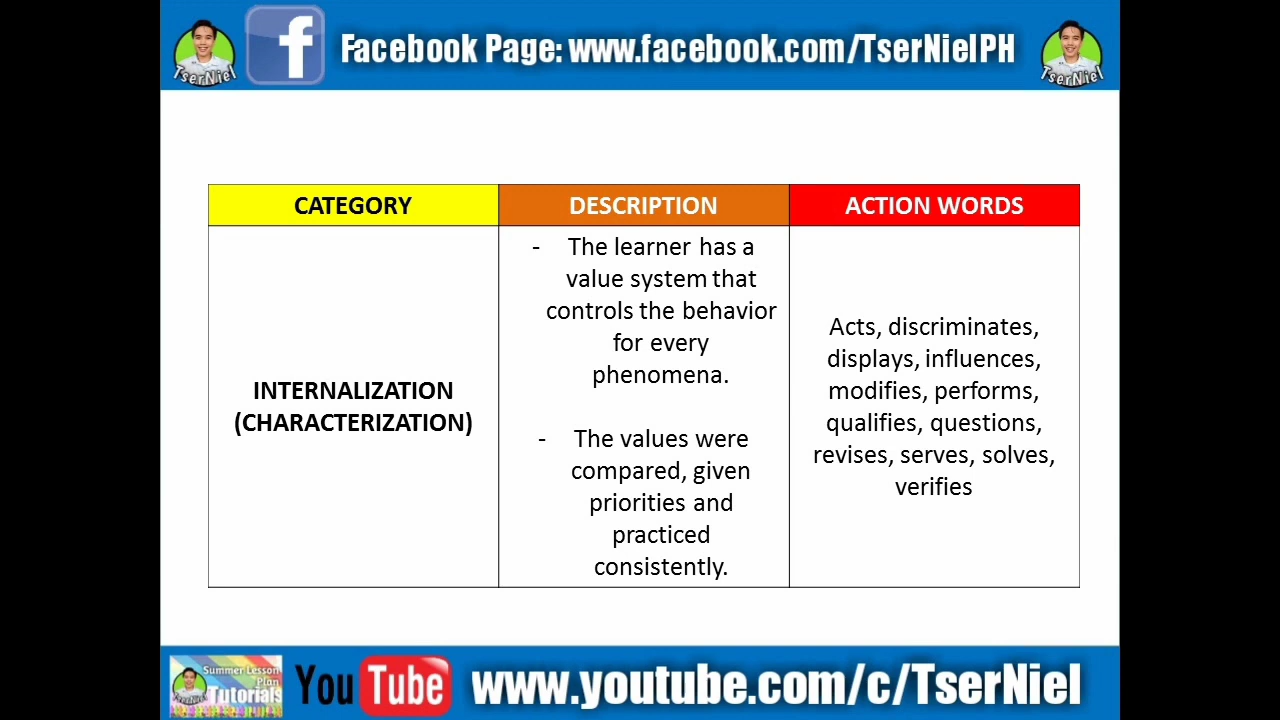 TserNiel
f
Facebook Page: www.facebook.com/TserNielPH
TserNiel
CATEGORY
DESCRIPTION
ACTION WORDS
INTERNALIZATION
(CHARACTERIZATION)
- The learner has a
value system that
controls the behavior
for every
phenomena.
- The values were
compared, given
priorities and
practiced
consistently.
Acts, discriminates,
displays, influences,
modifies, performs,
qualifies, questions,
revises, serves, solves,
verifies
Summer Lesson
Plan
Tutorials
YouTube
www.youtube.com/c/TserNiel